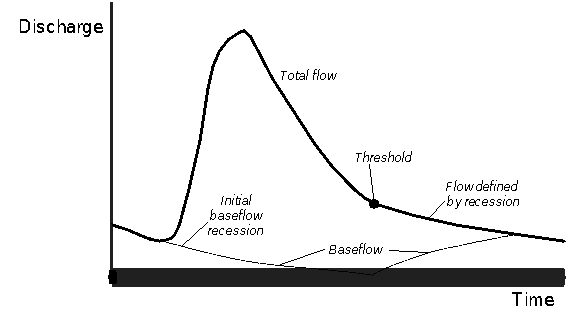 Discharge
Total flow
Threshold
Flow defined
by recession
Initial
baseflow
recession
Baseflow
Time